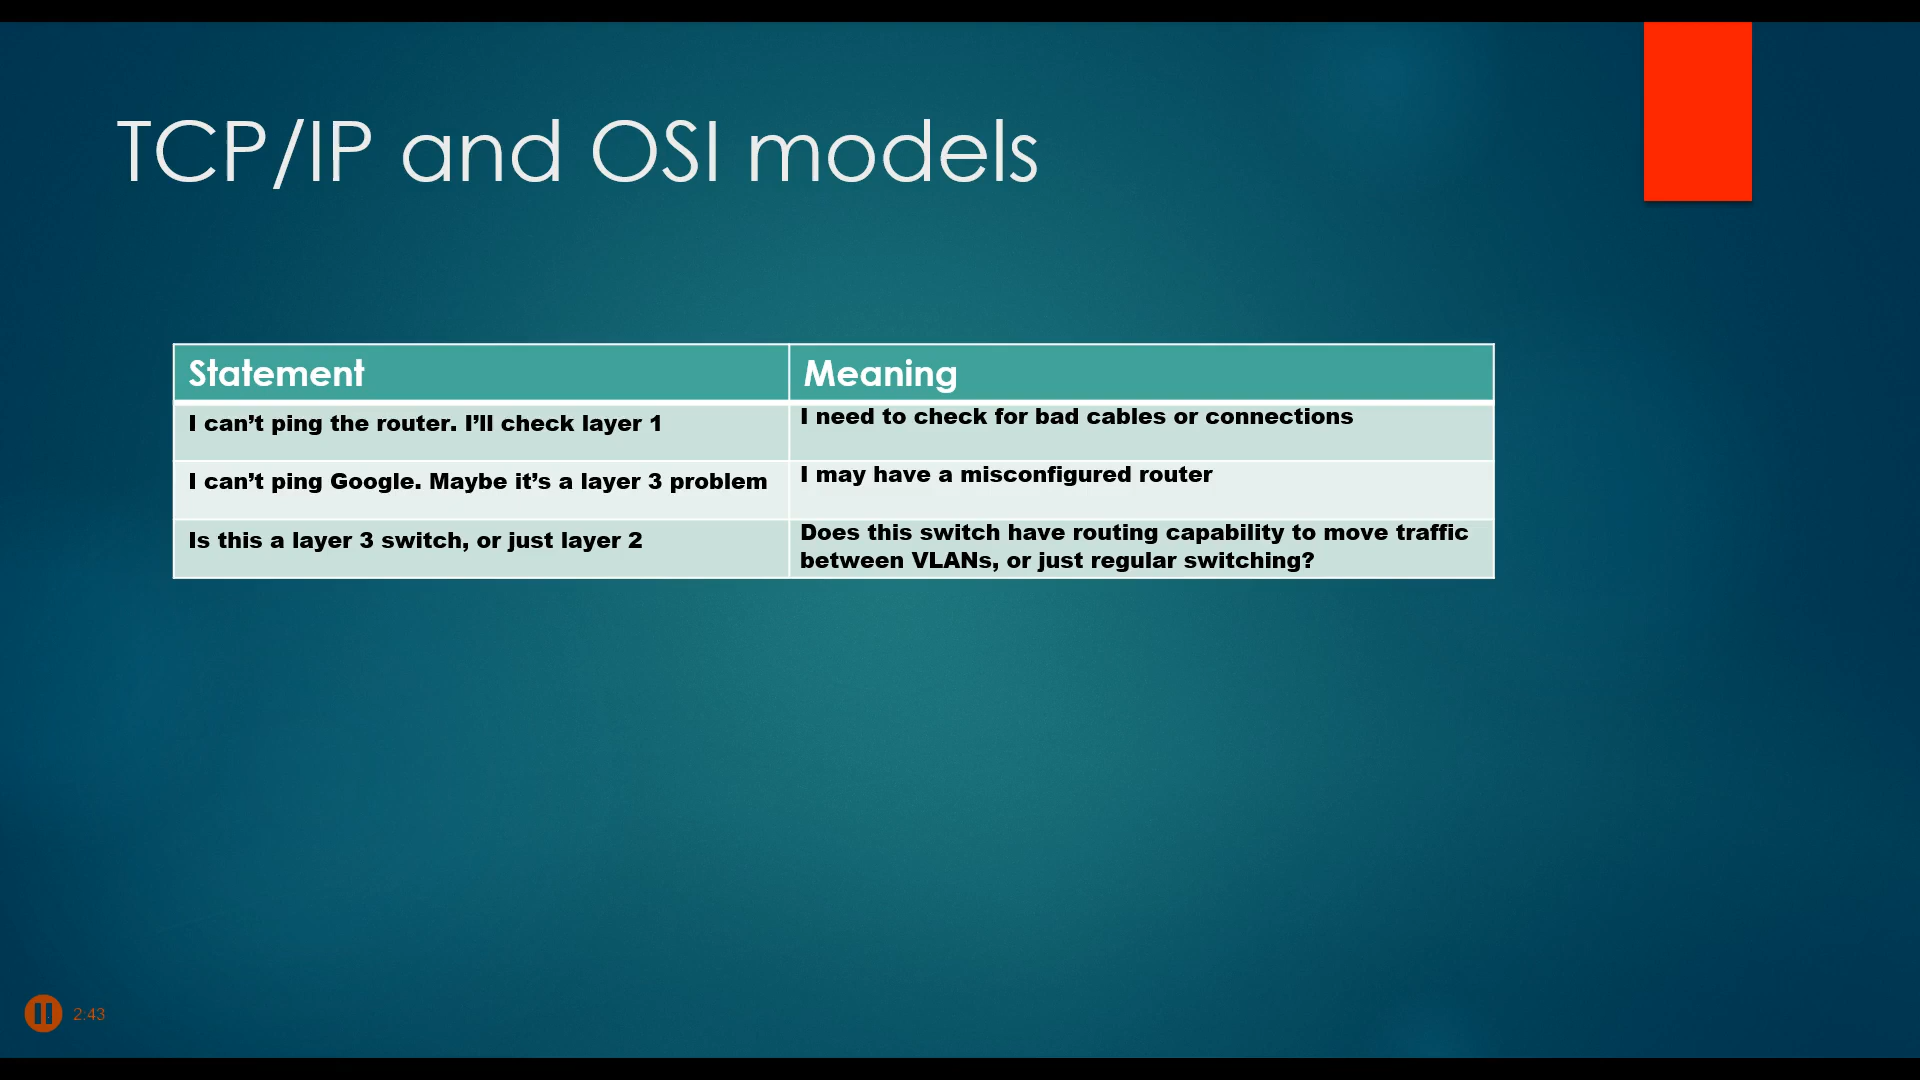 TCP/IP and OSI models
Statement
Meaning
I can’t ping the router. I’ll check layer 1
I need to check for bad cables or connections
I can’t ping Google. Maybe it’s a layer 3 problem
I may have a misconfigured router
Is this a layer 3 switch, or just layer 2
Does this switch have routing capability to move traffic
between VLANs, or just regular switching?
2:43